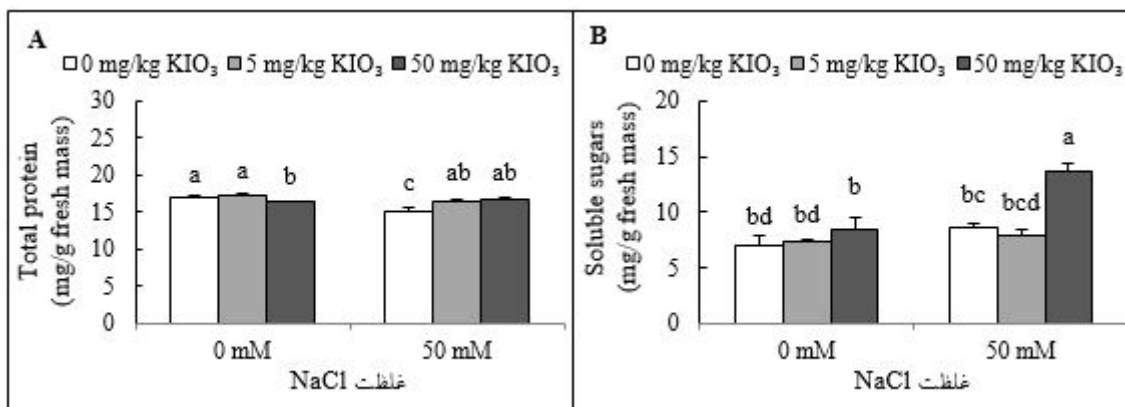 A
0 mg/kg KIO₃ 5 mg/kg KIO₃ 50 mg/kg KIO₃
Total protein
(mg/g fresh mass)
30
25
20
15
10
5
0
a a b c ab ab
0 mM 50 mM
غلظت NaCl
B
0 mg/kg KIO₃ 5 mg/kg KIO₃ 50 mg/kg KIO₃
Soluble sugars
(mg/g fresh mass)
20
15
10
5
0
bd bd b bc bcd a
0 mM 50 mM
غلظت NaCl